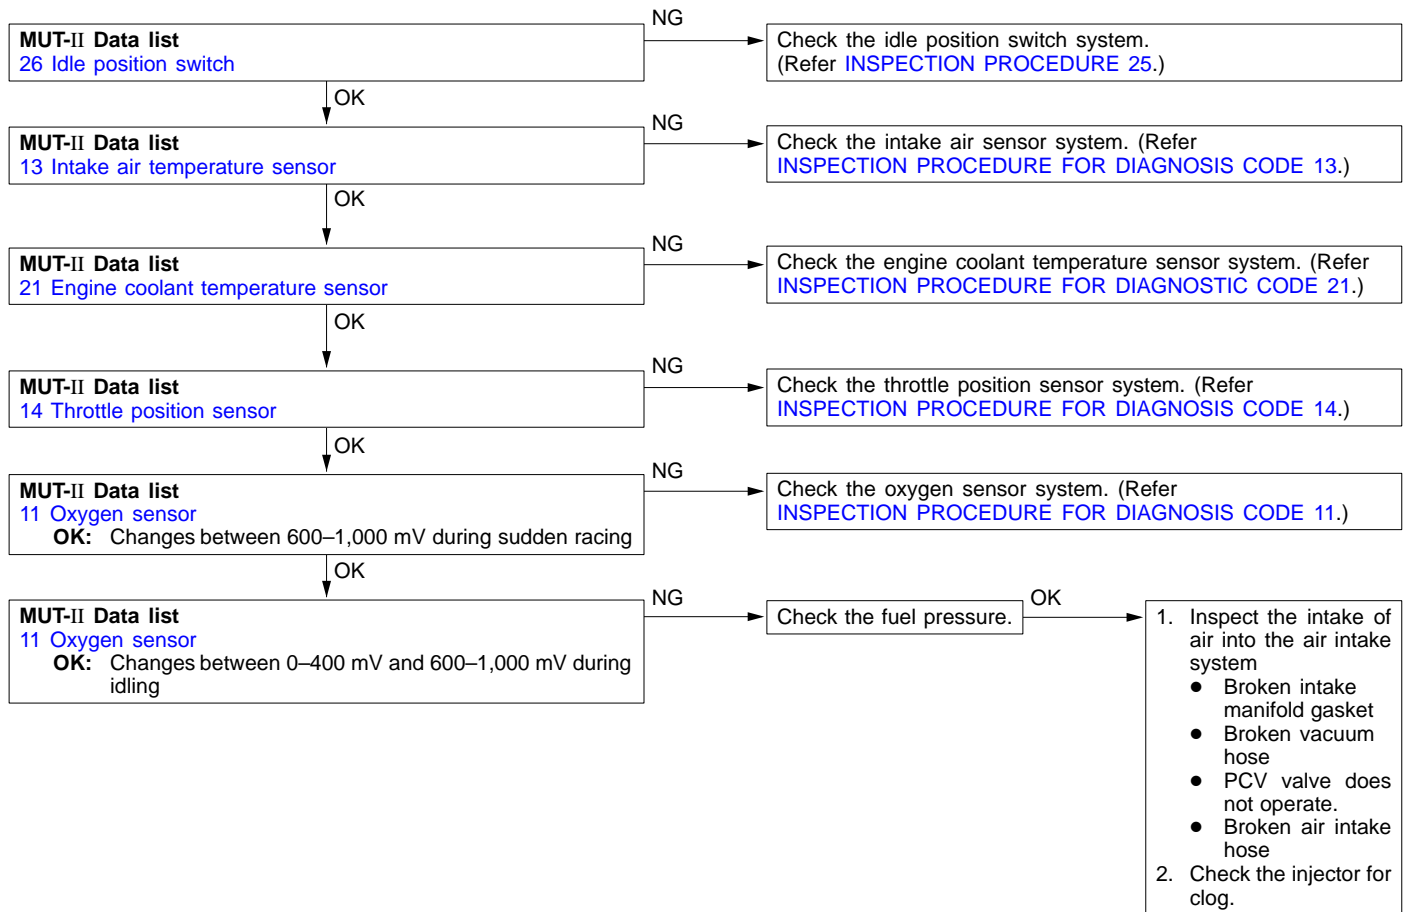 NG
MUT-II Data list
26 Idle position switch
Check the idle position switch system.
(Refer INSPECTION PROCEDURE 25.)
OK
NG
MUT-II Data list
13 Intake air temperature sensor
Check the intake air sensor system. (Refer
INSPECTION PROCEDURE FOR DIAGNOSIS CODE 13.)
OK
NG
MUT-II Data list
21 Engine coolant temperature sensor
Check the engine coolant temperature sensor system. (Refer
INSPECTION PROCEDURE FOR DIAGNOSTIC CODE 21.)
OK
NG
MUT-II Data list
14 Throttle position sensor
Check the throttle position sensor system. (Refer
INSPECTION PROCEDURE FOR DIAGNOSIS CODE 14.)
OK
NG
MUT-II Data list
11 Oxygen sensor
OK: Changes between 600–1,000 mV during sudden racing
Check the oxygen sensor system. (Refer
INSPECTION PROCEDURE FOR DIAGNOSIS CODE 11.)
OK
NG
MUT-II Data list
11 Oxygen sensor
OK: Changes between 0–400 mV and 600–1,000 mV during
idling
Check the fuel pressure.
OK
1. Inspect the intake of
air into the air intake
system
● Broken intake
manifold gasket
● Broken vacuum
hose
● PCV valve does
not operate.
● Broken air intake
hose
2. Check the injector for
clog.